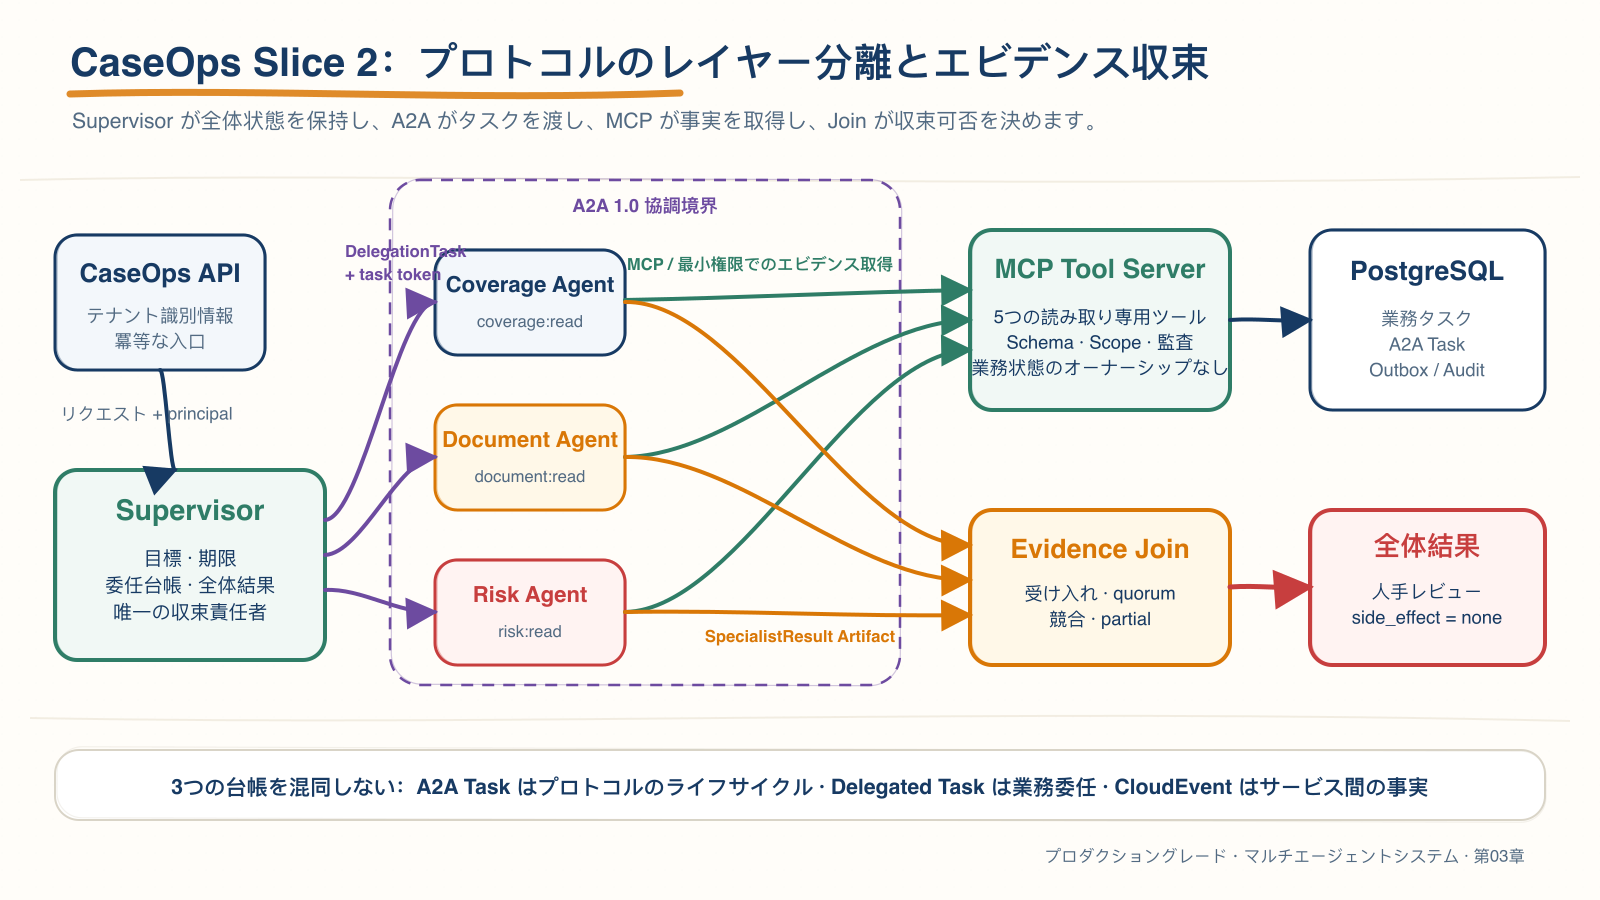 CaseOps Slice 2：プロトコルのレイヤー分離とエビデンス収束
Supervisor が全体状態を保持し、A2A がタスクを渡し、MCP が事実を取得し、Join が収束可否を決めます。
A2A 1.0 協調境界
CaseOps API
テナント識別情報
冪等な入口
リクエスト + principal
Supervisor
目標 · 期限
委任台帳 · 全体結果
唯一の収束責任者
DelegationTask
+ task token
Coverage Agent
coverage:read
Document Agent
document:read
Risk Agent
risk:read
MCP / 最小権限でのエビデンス取得
SpecialistResult Artifact
MCP Tool Server
5つの読み取り専用ツール
Schema · Scope · 監査
業務状態のオーナーシップなし
PostgreSQL
業務タスク
A2A Task
Outbox / Audit
Evidence Join
受け入れ · quorum
競合 · partial
全体結果
人手レビュー
side_effect = none
3つの台帳を混同しない：A2A Task はプロトコルのライフサイクル · Delegated Task は業務委任 · CloudEvent はサービス間の事実
プロダクショングレード · マルチエージェントシステム · 第03章